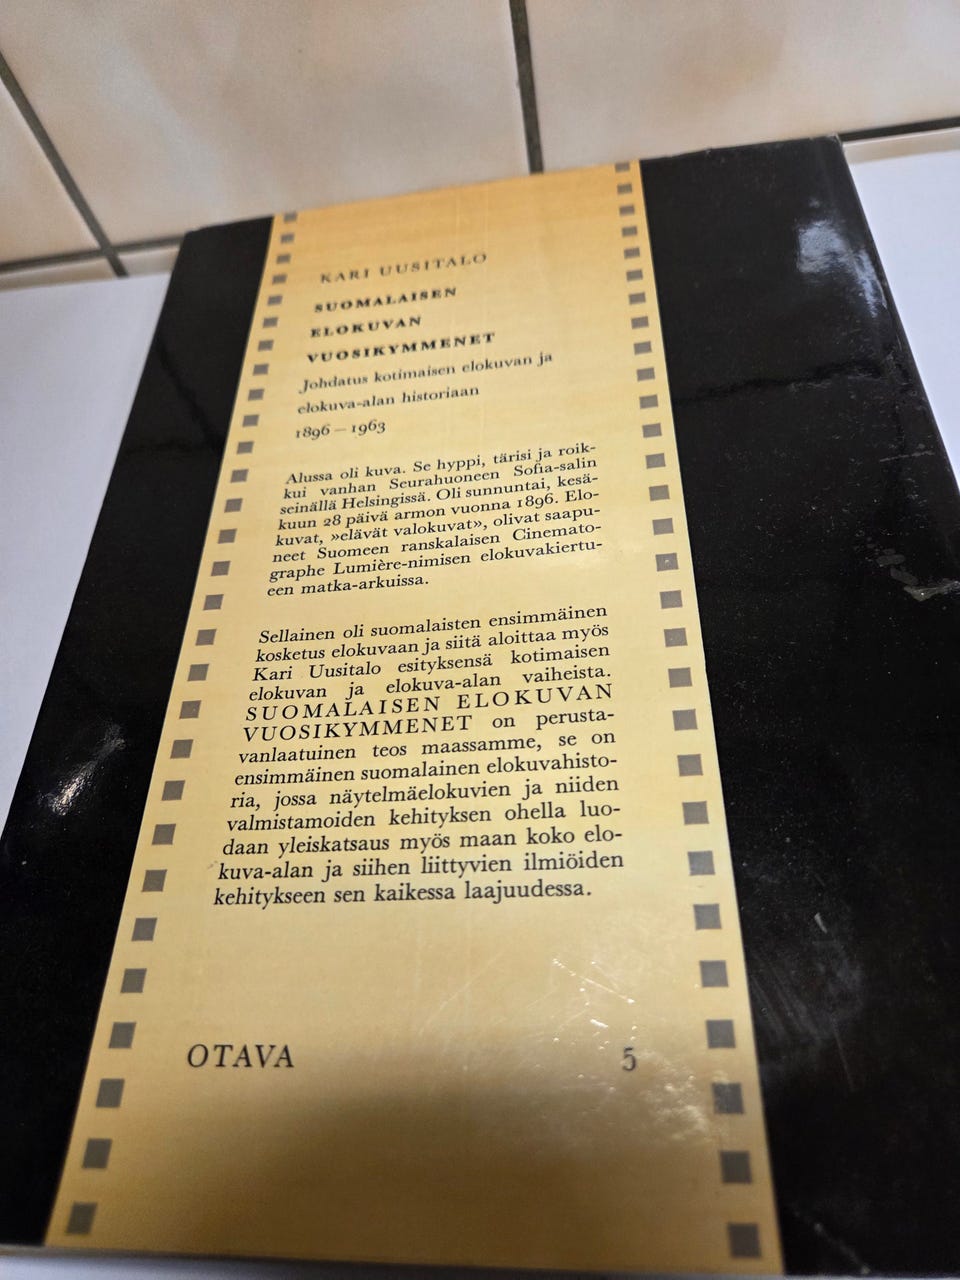 KARI UUSITALO
SUOMALAISEN
ELOKUVAN
VUOSIKYMMENET
Johdatus kotimaisen elokuvan ja
elokuva-alan historiaan
1896 – 1963
Alussa oli kuva. Se hyppi, tärisi ja roik-
kui vanhan Seurahuoneen Sofia-salin
seinällä Helsingissä. Oli sunnuntai, kesä-
kuun 28 päivä armon vuonna 1896. Elo-
kuvat, »elävät valokuvat», olivat saapu-
neet Suomeen ranskalaisen Cinemato-
graphe Lumière-nimisen elokuvakiertu-
een matka-arkuissa.
Sellainen oli suomalaisten ensimmäinen
kosketus elokuvaan ja siitä aloittaa myös
Kari Uusitalo esityksensä kotimaisen
elokuvan ja elokuva-alan vaiheista.
SUOMALAISEN ELOKUVAN
VUOSIKYMMENET on perusta-
vanlaatuinen teos maassamme, se on
ensimmäinen suomalainen elokuvahisto-
ria, jossa näytelmäelokuvien ja niiden
valmistamoiden kehityksen ohella luo-
daan yleiskatsaus myös maan koko elo-
kuva-alan ja siihen liittyvien ilmiöiden
kehitykseen sen kaikessa laajuudessa.
OTAVA 5